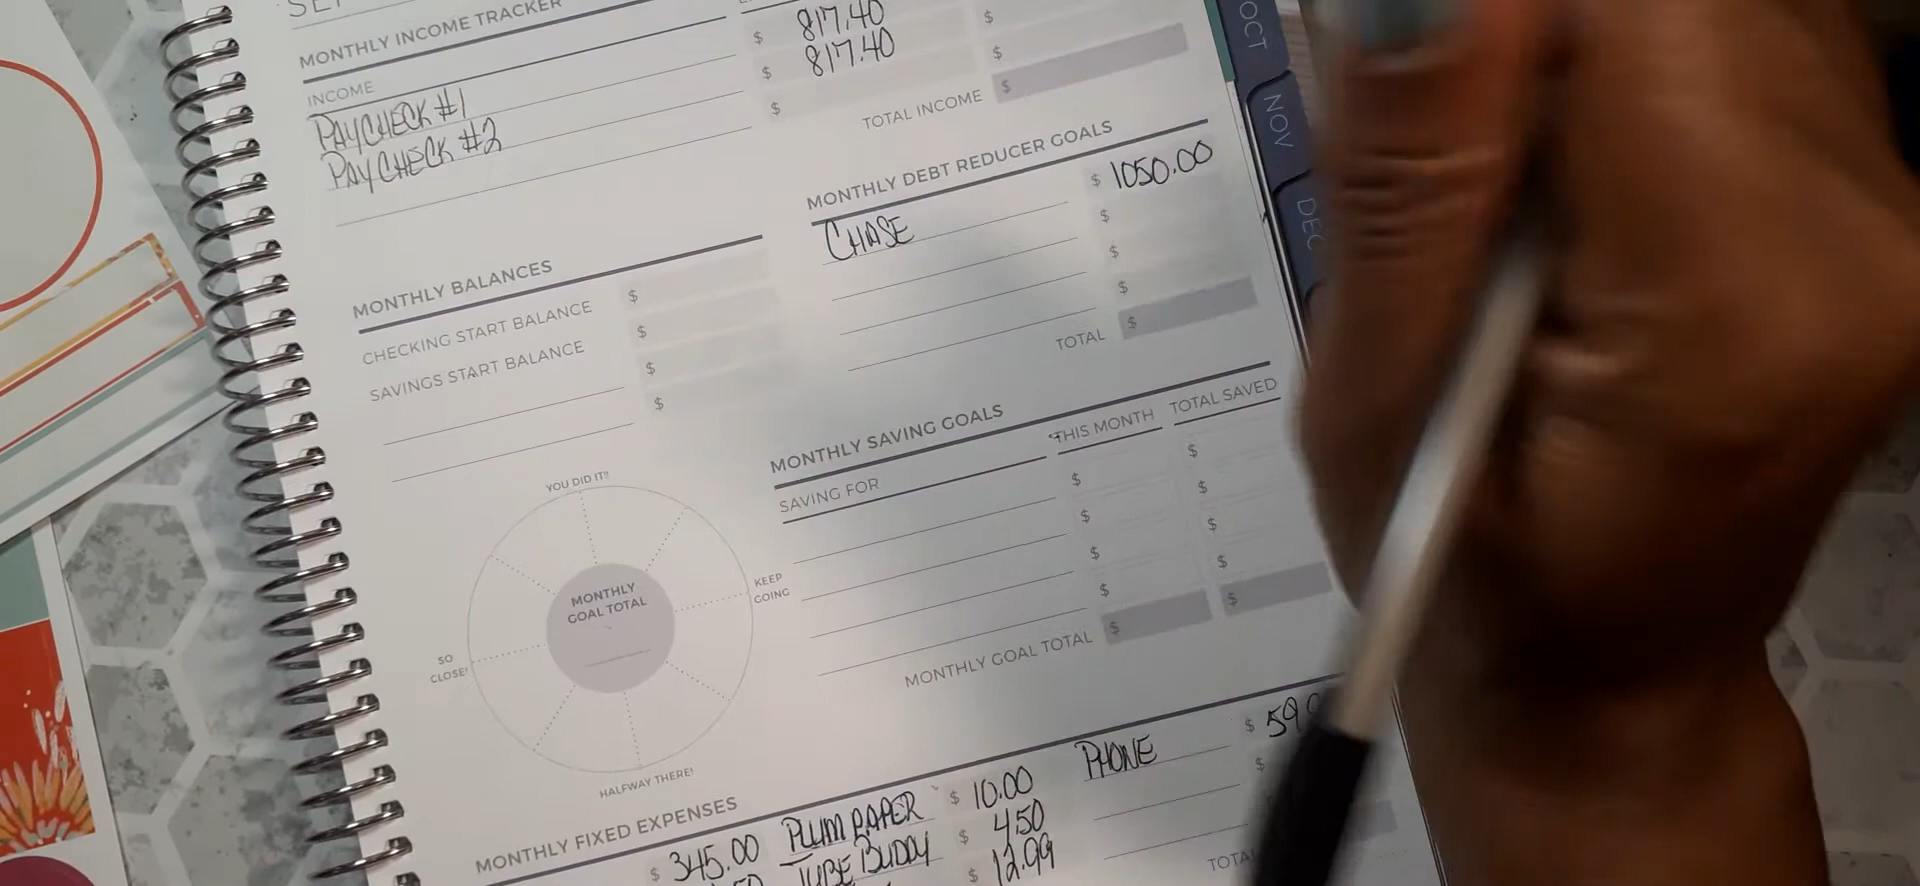 MONTHLY INCOME TRACKER
INCOME
PAYCHECK #1 $ 817.40 $
PAYCHECK #2 $ 817.40 $
$
TOTAL INCOME $
MONTHLY BALANCES
CHECKING START BALANCE $
SAVINGS START BALANCE $
$
$
MONTHLY DEBT REDUCER GOALS
CHASE $ 1050.00
$
$
$
TOTAL $
MONTHLY SAVING GOALS
SAVING FOR THIS MONTH TOTAL SAVED
$ $
$ $
$ $
$ $
MONTHLY GOAL TOTAL $ $
YOU DID IT!!
KEEP GOING
MONTHLY
GOAL TOTAL
SO CLOSE!
HALFWAY THERE!
MONTHLY FIXED EXPENSES
$ 345.00 PLUM PAPER $ 10.00 PHONE $
TUBE BUDDY $ 4.50 $
$ 12.99
TOTAL
OCT
NOV
DEC